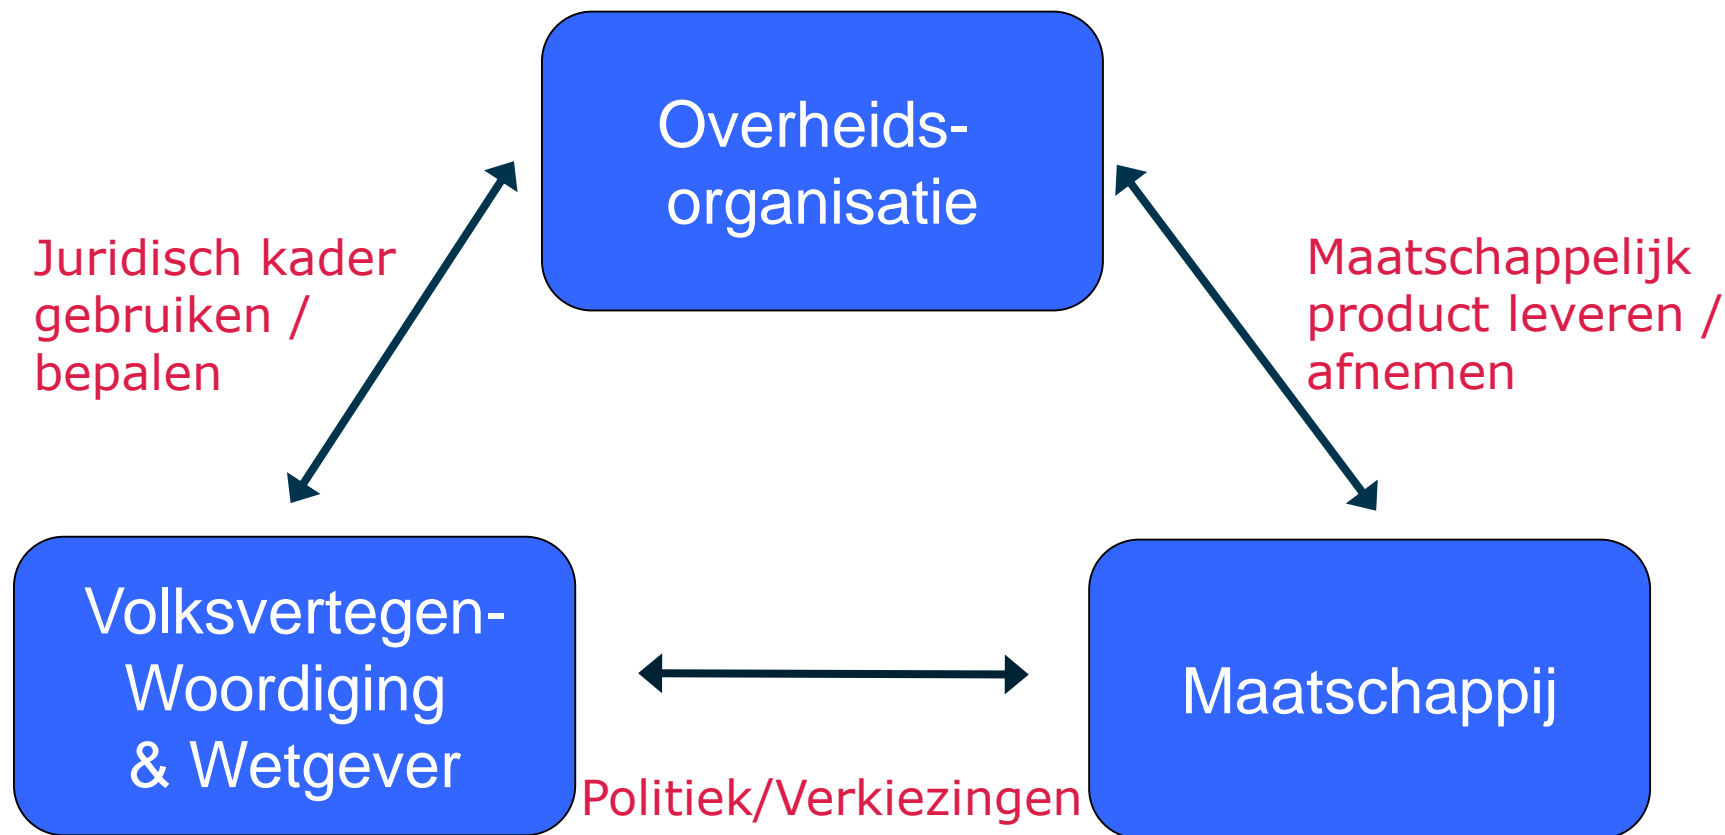 Overheids-
organisatie
Juridisch kader
gebruiken /
bepalen
Maatschappelijk
product leveren /
afnemen
Volksvertegen-
Woordiging
& Wetgever
Maatschappij
Politiek/Verkiezingen